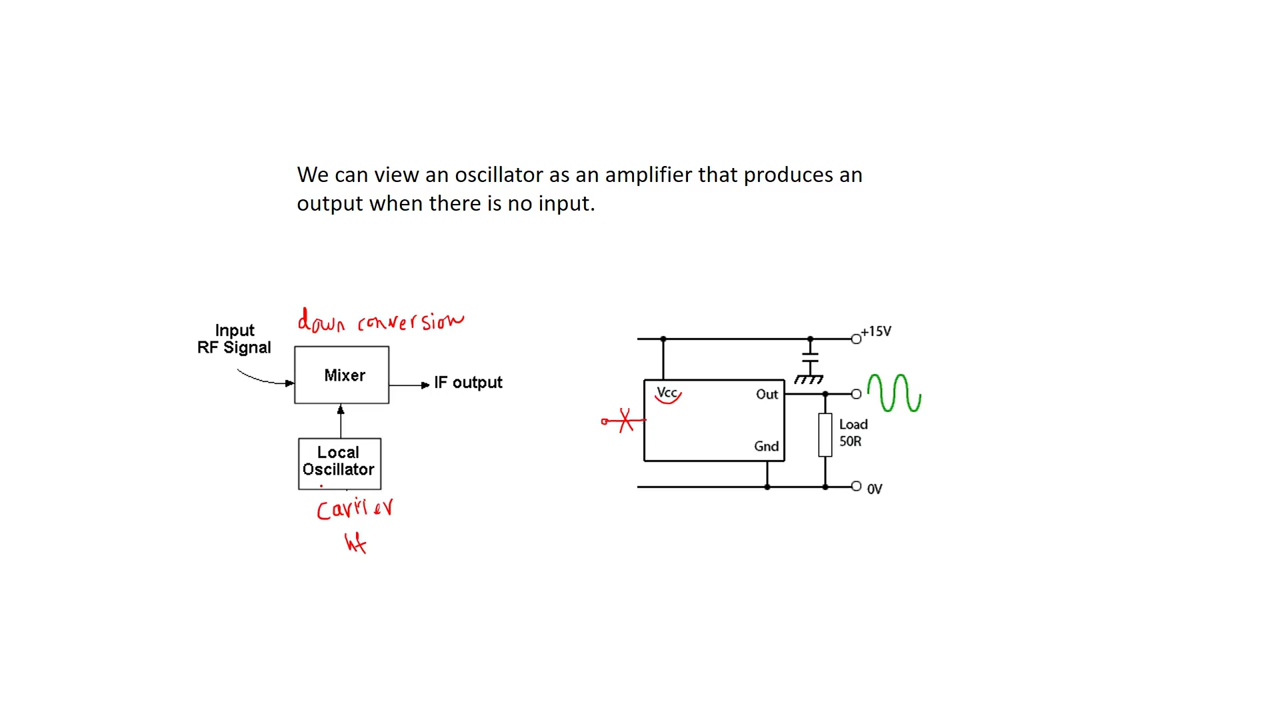 We can view an oscillator as an amplifier that produces an
output when there is no input.
down conversion
Input
RF Signal
Mixer
IF output
Local
Oscillator
Carrier
hf
+15V
Vcc
Out
Load
50R
Gnd
0V